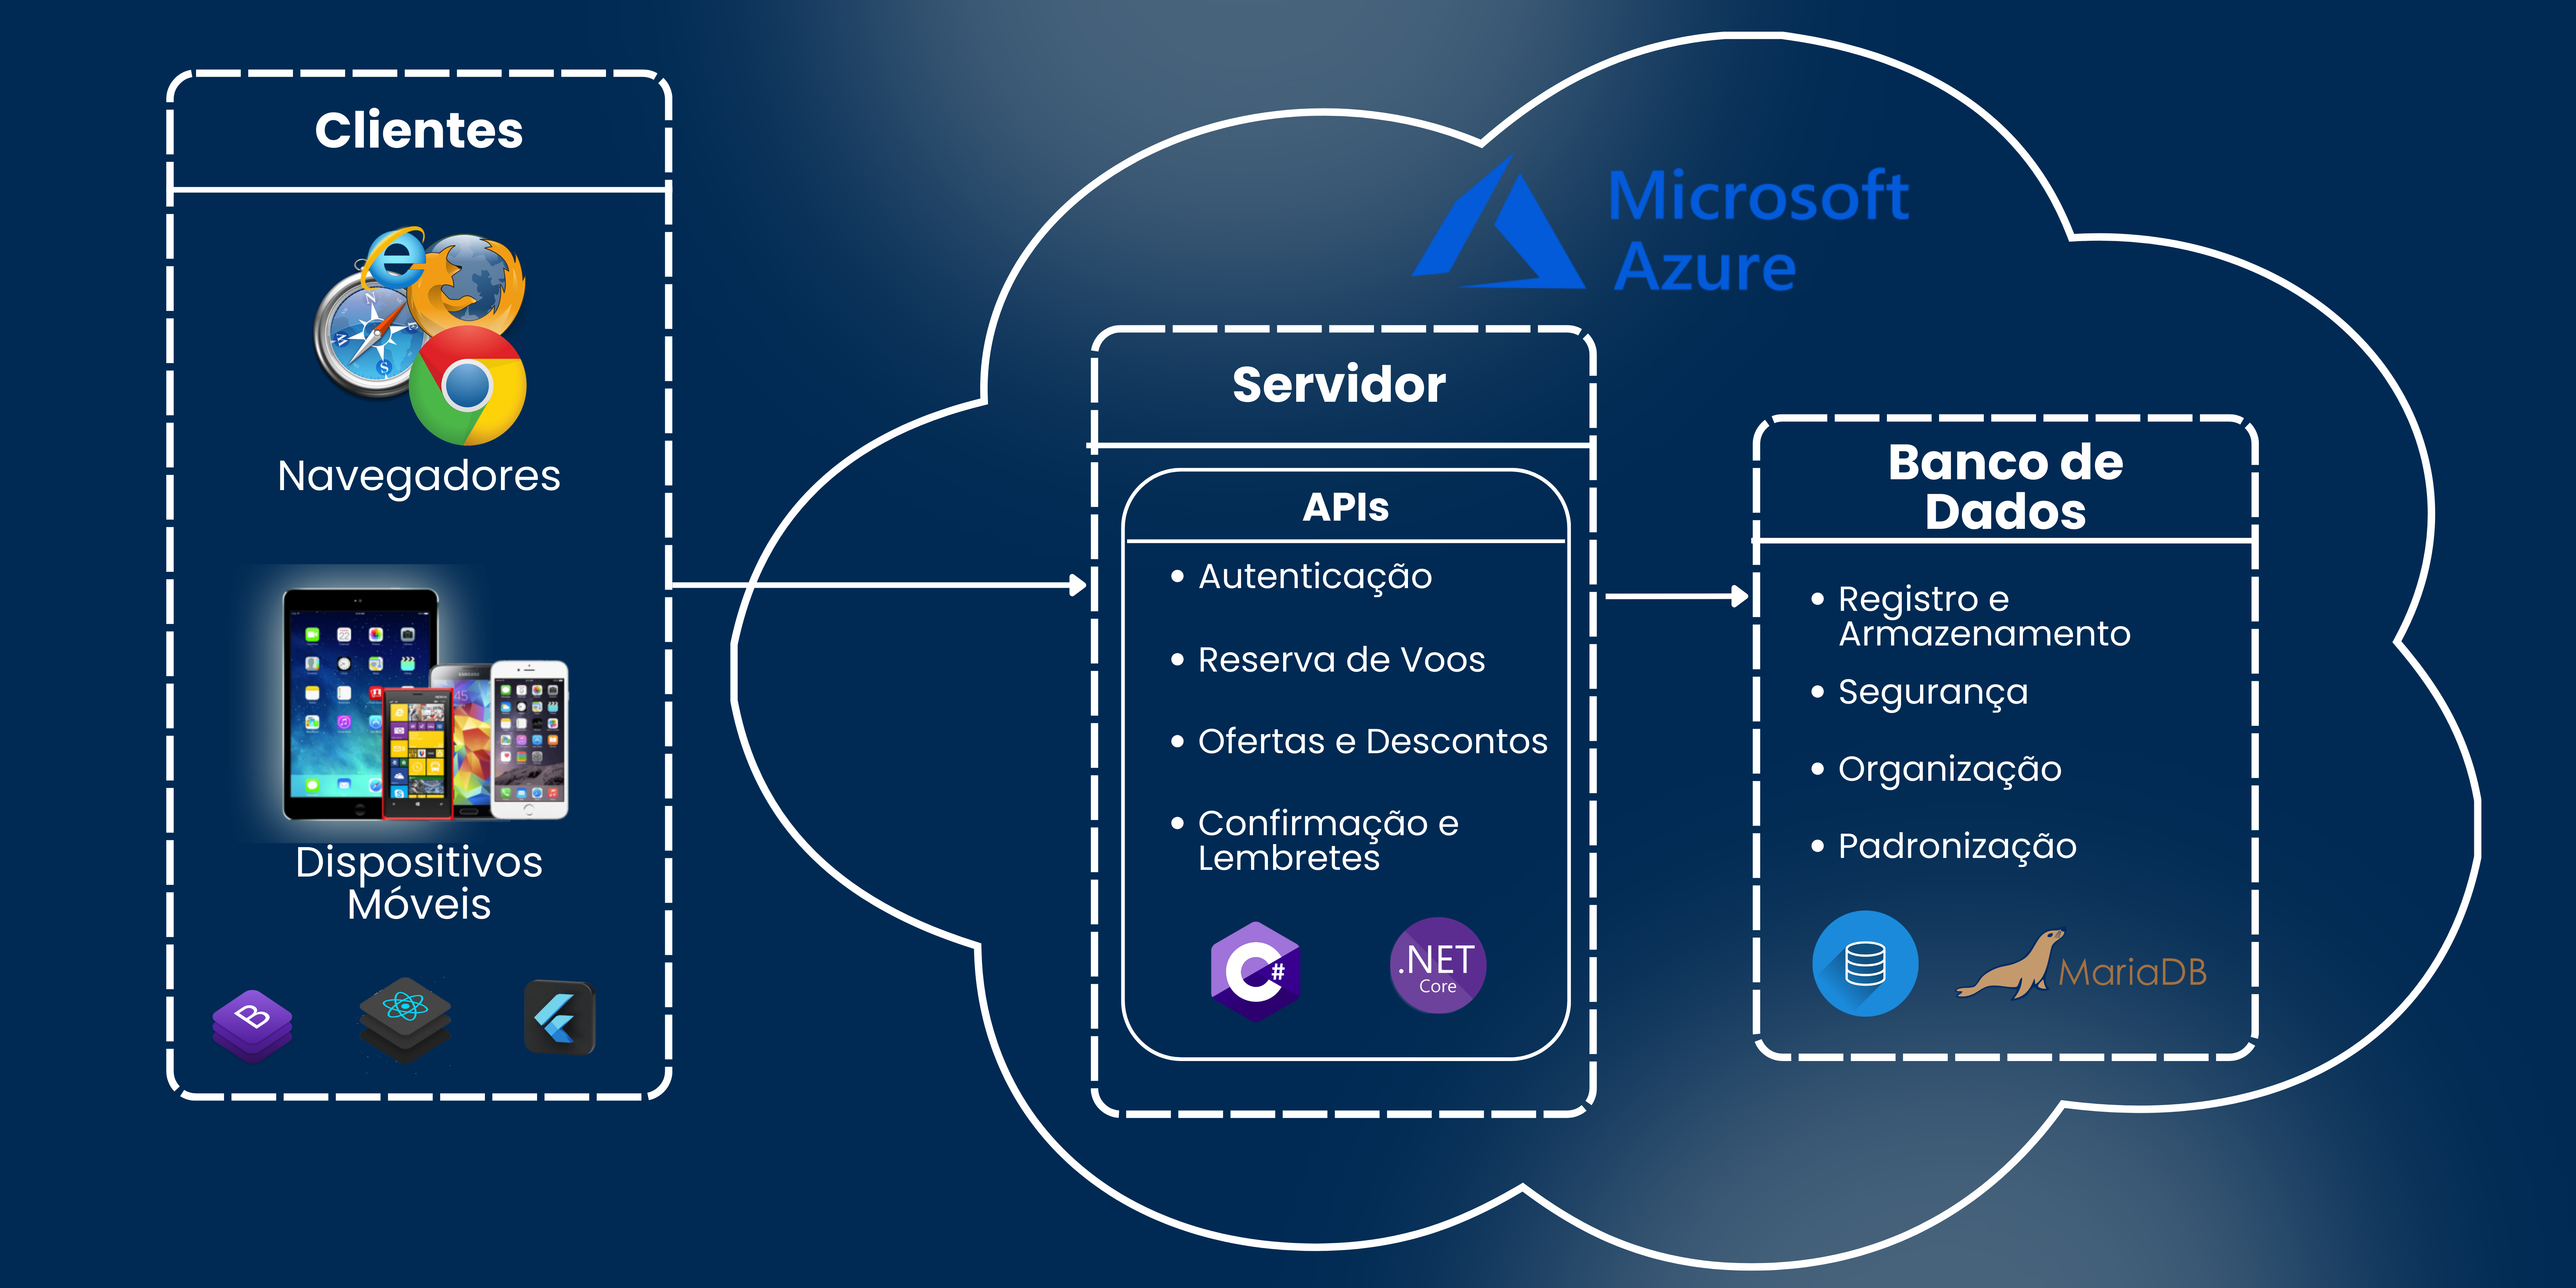 Clientes
Navegadores
Dispositivos
Móveis
B
Microsoft
Azure
Servidor
APIs
• Autenticação
• Reserva de Voos
• Ofertas e Descontos
• Confirmação e
Lembretes
C#
.NET
Core
Banco de
Dados
• Registro e
Armazenamento
• Segurança
• Organização
• Padronização
MariaDB